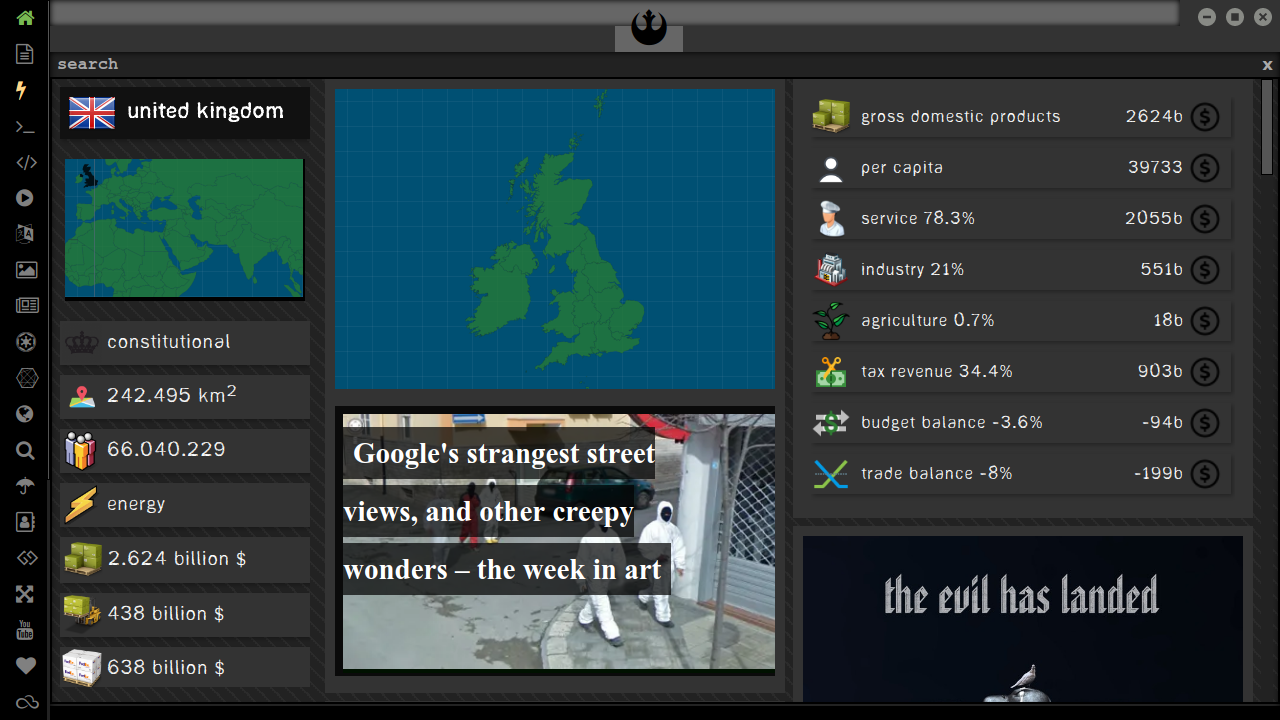 search
x
united kingdom
constitutional
242.495 km²
66.040.229
energy
2.624 billion $
438 billion $
638 billion $
Google's strangest street
views, and other creepy
wonders – the week in art
gross domestic products 2624b
per capita 39733
service 78.3% 2055b
industry 21% 551b
agriculture 0.7% 18b
tax revenue 34.4% 903b
budget balance -3.6% -94b
trade balance -8% -199b
the evil has landed
You
Tube